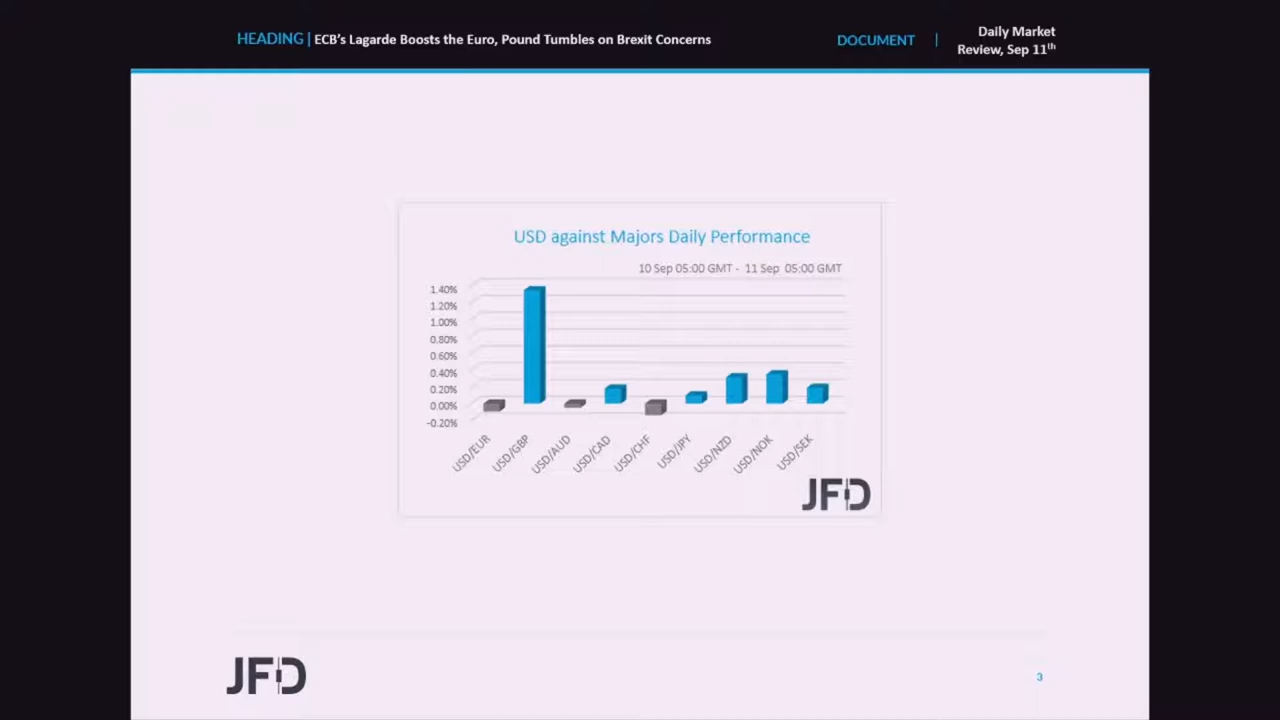 HEADING | ECB's Lagarde Boosts the Euro, Pound Tumbles on Brexit Concerns
DOCUMENT | Daily Market
Review, Sep 11th
USD against Majors Daily Performance
10 Sep 05:00 GMT - 11 Sep 05:00 GMT
1.40%
1.20%
1.00%
0.80%
0.60%
0.40%
0.20%
0.00%
-0.20%
USD/EUR
USD/GBP
USD/AUD
USD/CAD
USD/CHF
USD/JPY
USD/NZD
USD/NOK
USD/SEK
JFD
JFD
3